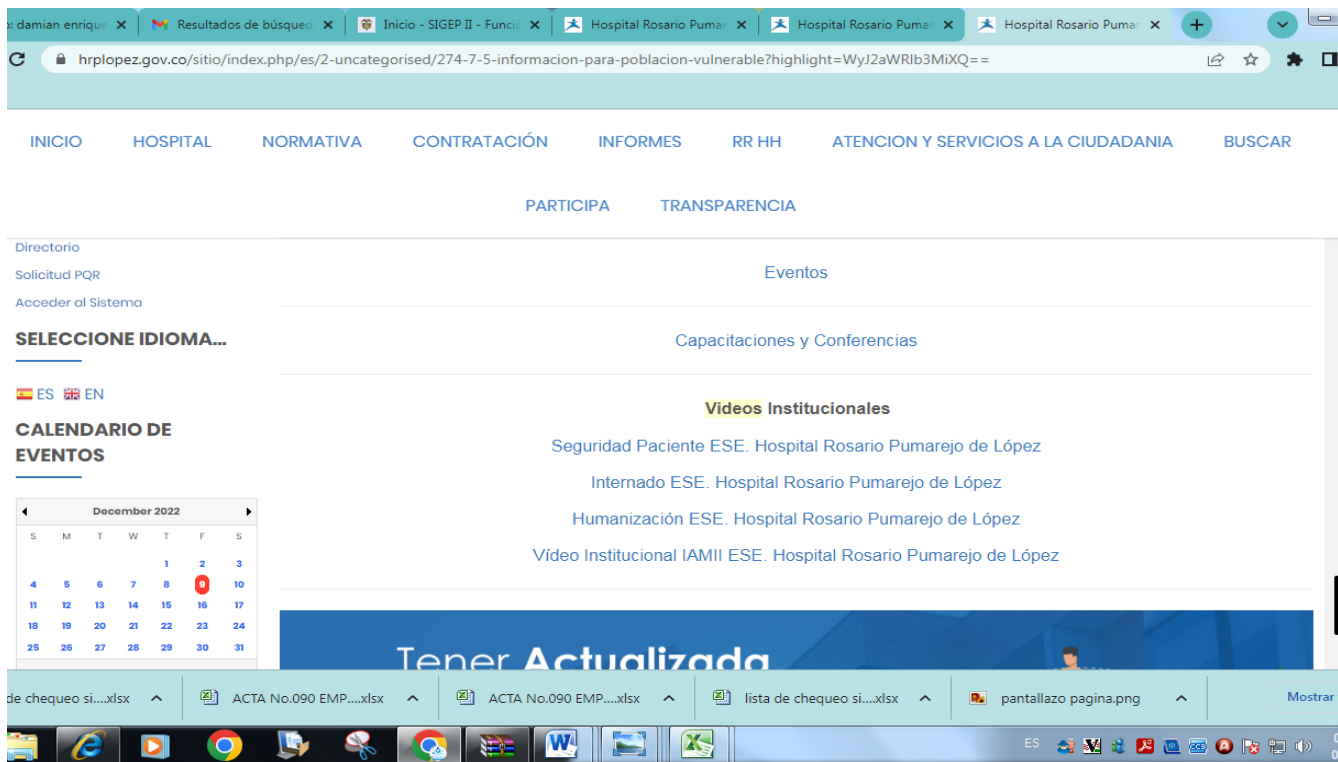 o: damian enrique
Resultados de búsqued
Inicio - SIGEP II - Funció
Hospital Rosario Pumar
Hospital Rosario Pumar
Hospital Rosario Pumar
hrplopez.gov.co/sitio/index.php/es/2-uncategorised/274-7-5-informacion-para-poblacion-vulnerable?highlight=WyJ2aWRlb3MiXQ==
INICIO HOSPITAL NORMATIVA CONTRATACIÓN INFORMES RR HH ATENCION Y SERVICIOS A LA CIUDADANIA BUSCAR
PARTICIPA TRANSPARENCIA
Directorio
Solicitud PQR
Acceder al Sistema
SELECCIONE IDIOMA...
ES EN
CALENDARIO DE
EVENTOS
December 2022
S M T W T F S
1 2 3
4 5 6 7 8 9 10
11 12 13 14 15 16 17
18 19 20 21 22 23 24
25 26 27 28 29 30 31
Eventos
Capacitaciones y Conferencias
Videos Institucionales
Seguridad Paciente ESE. Hospital Rosario Pumarejo de López
Internado ESE. Hospital Rosario Pumarejo de López
Humanización ESE. Hospital Rosario Pumarejo de López
Vídeo Institucional IAMII ESE. Hospital Rosario Pumarejo de López
Tener Actualizada
de chequeo si....xlsx
ACTA No.090 EMP....xlsx
ACTA No.090 EMP....xlsx
lista de chequeo si....xlsx
pantallazo pagina.png
Mostrar
ES